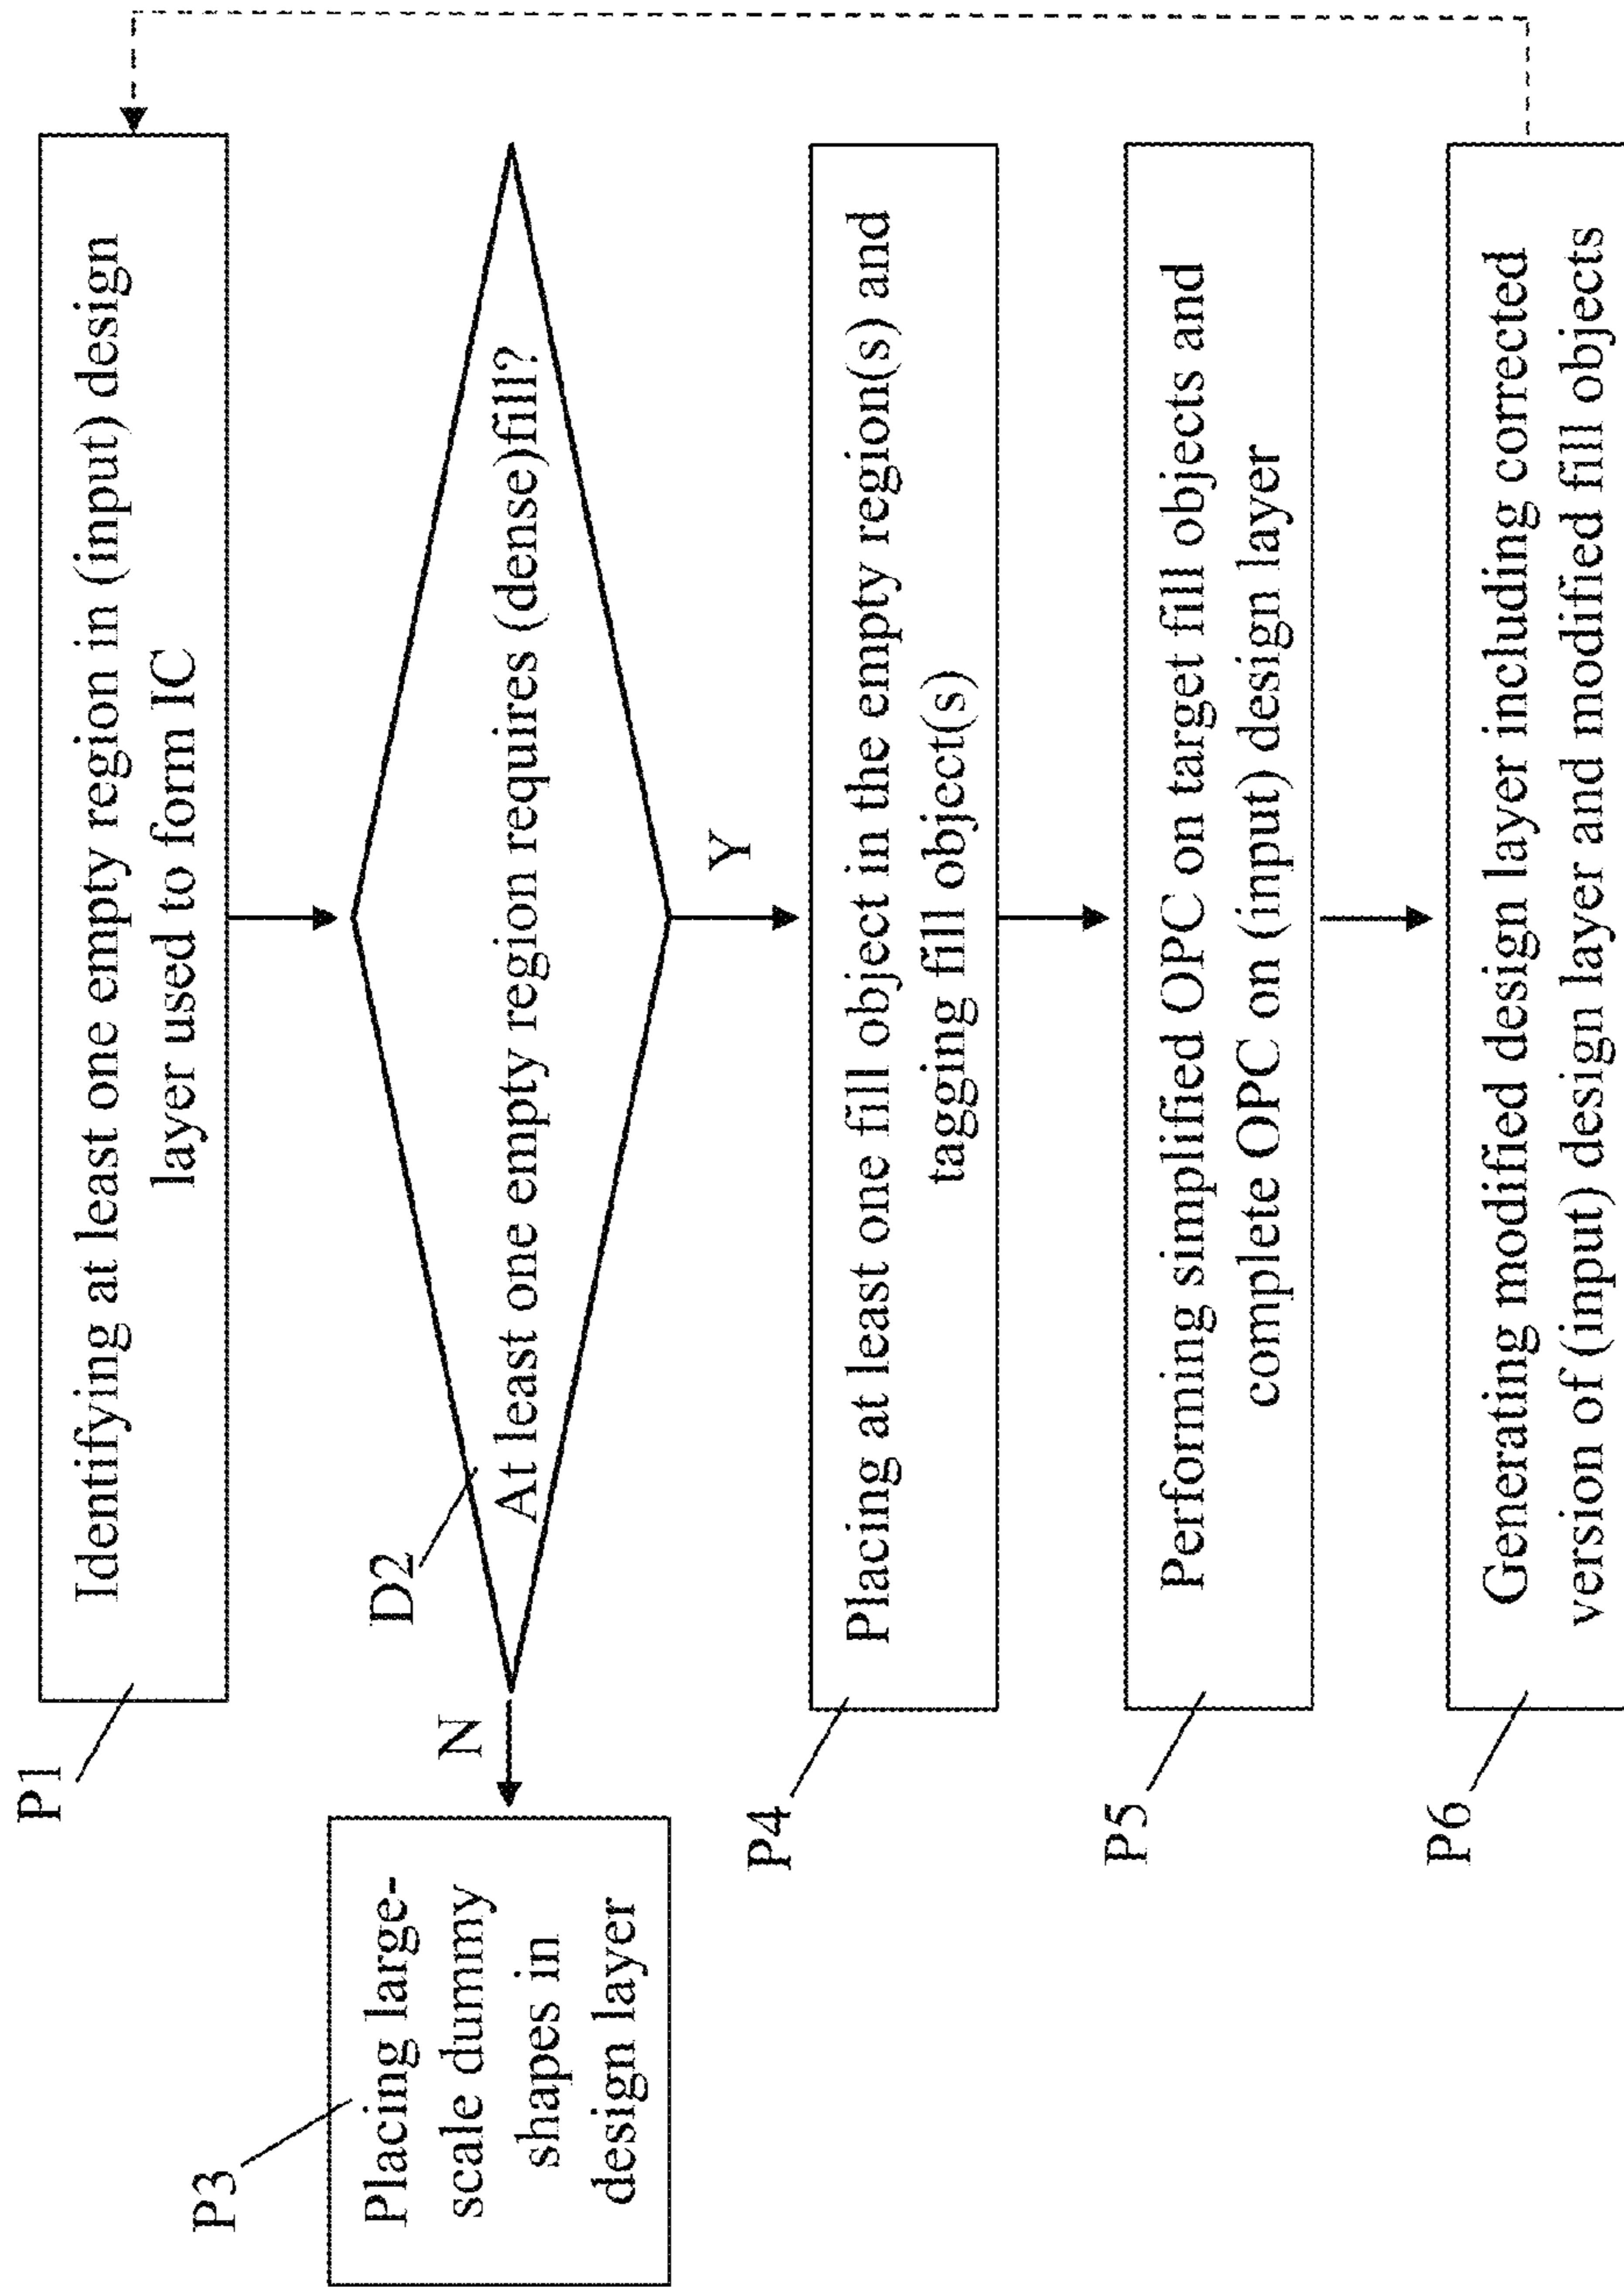 P1
Identifying at least one empty region in (input) design
layer used to form IC
D2
At least one empty region requires (dense)fill?
N
Y
P3
Placing large-
scale dummy
shapes in
design layer
P4
Placing at least one fill object in the empty region(s) and
tagging fill object(s)
P5
Performing simplified OPC on target fill objects and
complete OPC on (input) design layer
P6
Generating modified design layer including corrected
version of (input) design layer and modified fill objects